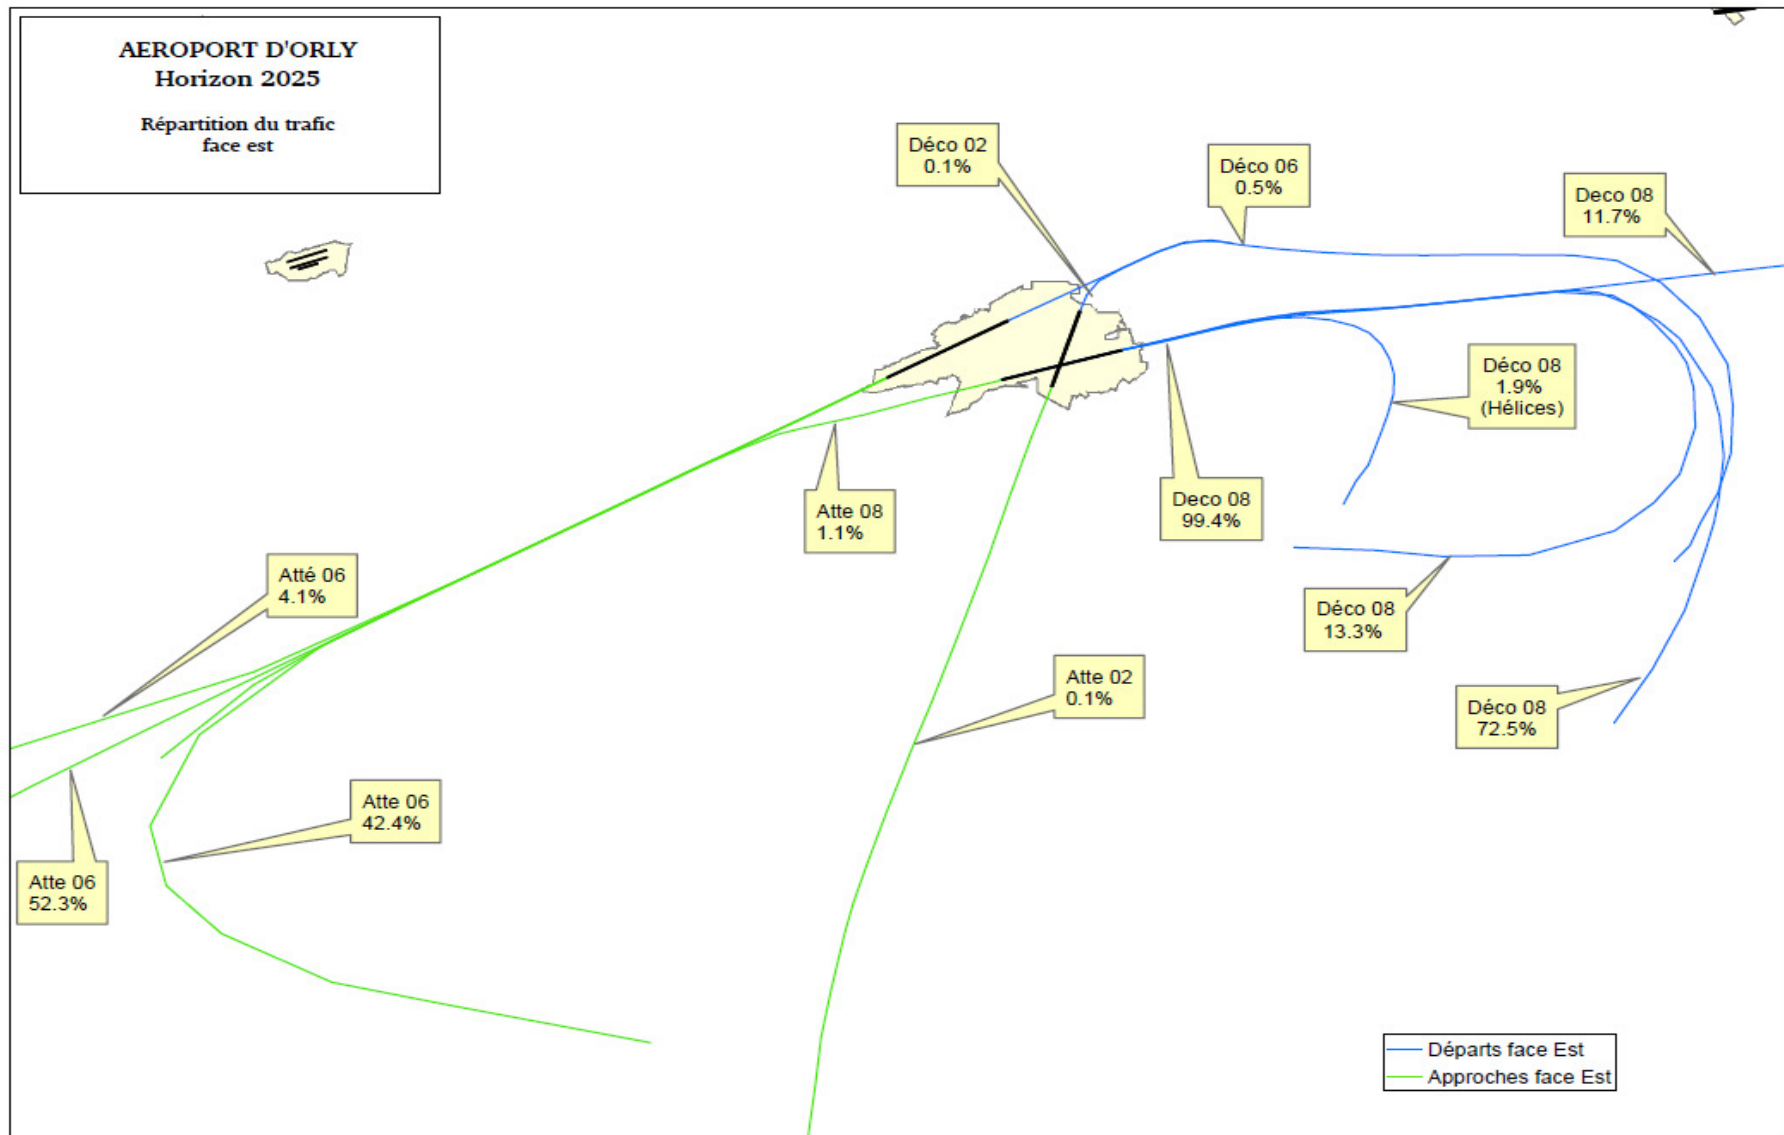 AEROPORT D'ORLY
Horizon 2025
Répartition du trafic
face est
Déco 02
0.1%
Déco 06
0.5%
Deco 08
11.7%
Déco 08
1.9%
(Hélices)
Atte 08
1.1%
Deco 08
99.4%
Atté 06
4.1%
Déco 08
13.3%
Atte 02
0.1%
Déco 08
72.5%
Atte 06
42.4%
Atte 06
52.3%
Départs face Est
Approches face Est